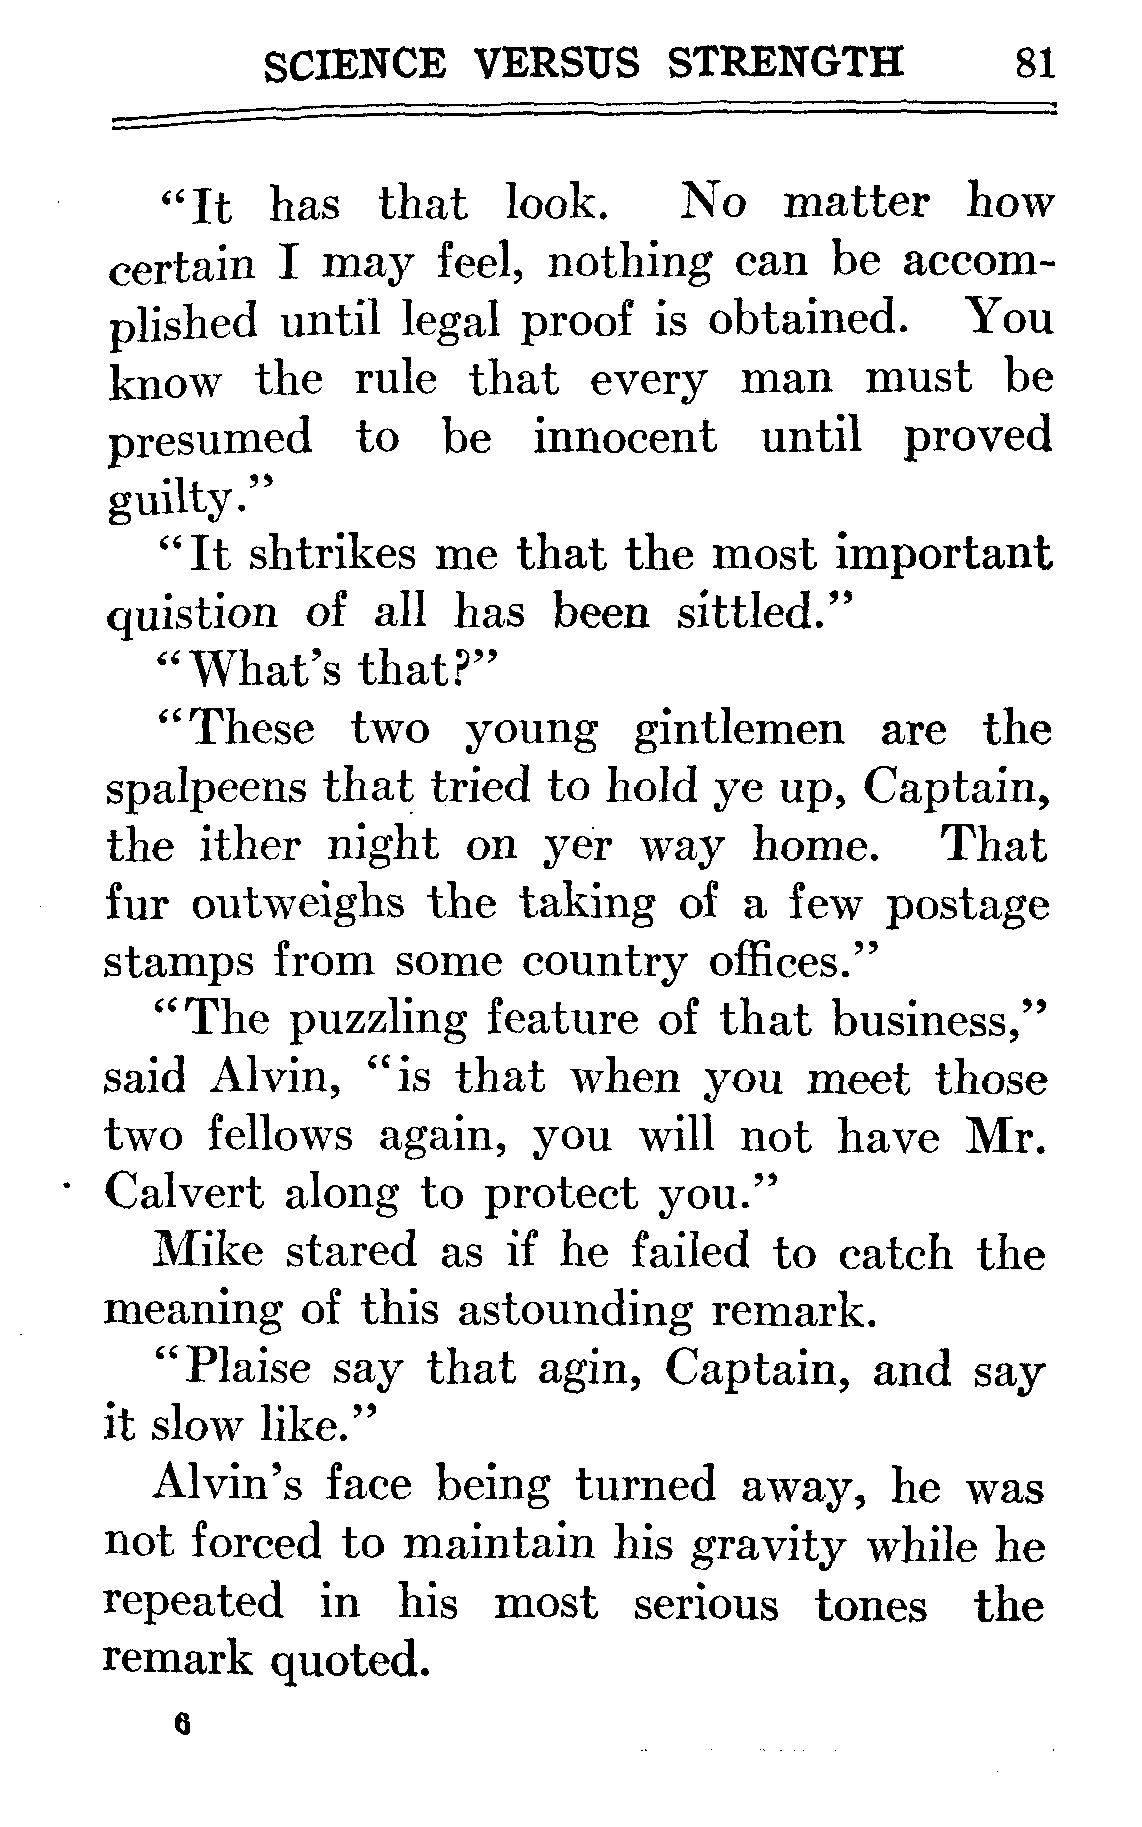 SCIENCE VERSUS STRENGTH 81
"It has that look. No matter how
certain I may feel, nothing can be accom-
plished until legal proof is obtained. You
know the rule that every man must be
presumed to be innocent until proved
guilty."
"It shtrikes me that the most important
quistion of all has been sittled."
"What's that?"
"These two young gintlemen are the
spalpeens that tried to hold ye up, Captain,
the ither night on yer way home. That
fur outweighs the taking of a few postage
stamps from some country offices."
"The puzzling feature of that business,"
said Alvin, "is that when you meet those
two fellows again, you will not have Mr.
Calvert along to protect you."
Mike stared as if he failed to catch the
meaning of this astounding remark.
"Plaise say that agin, Captain, and say
it slow like."
Alvin's face being turned away, he was
not forced to maintain his gravity while he
repeated in his most serious tones the
remark quoted.
6